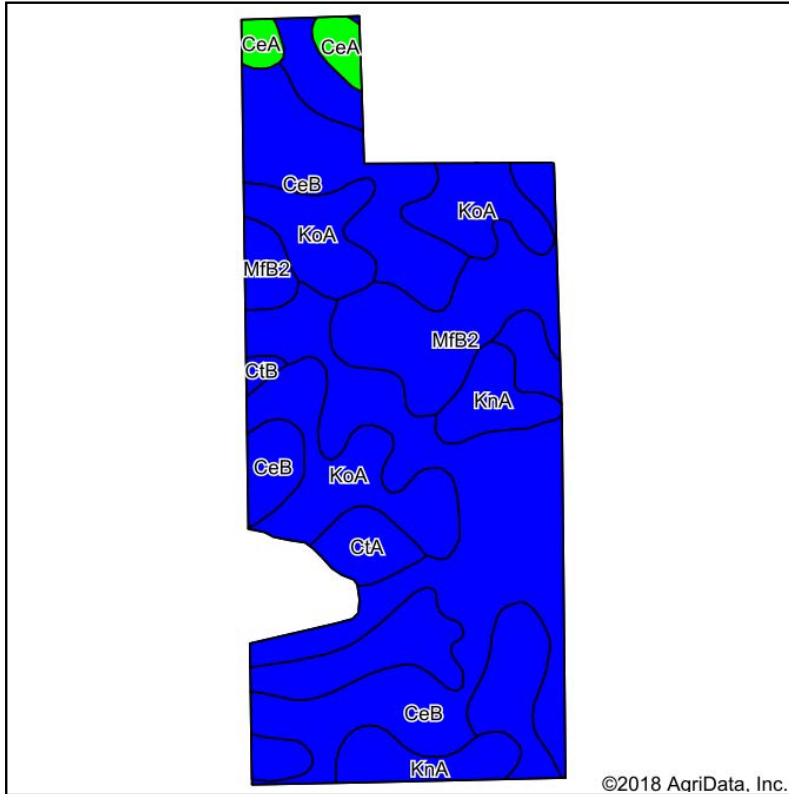 CeA
CeA
CeB
KoA
KoA
MfB2
MfB2
CtB
KnA
CeB
KoA
CtA
CeB
KnA
©2018 AgriData, Inc.